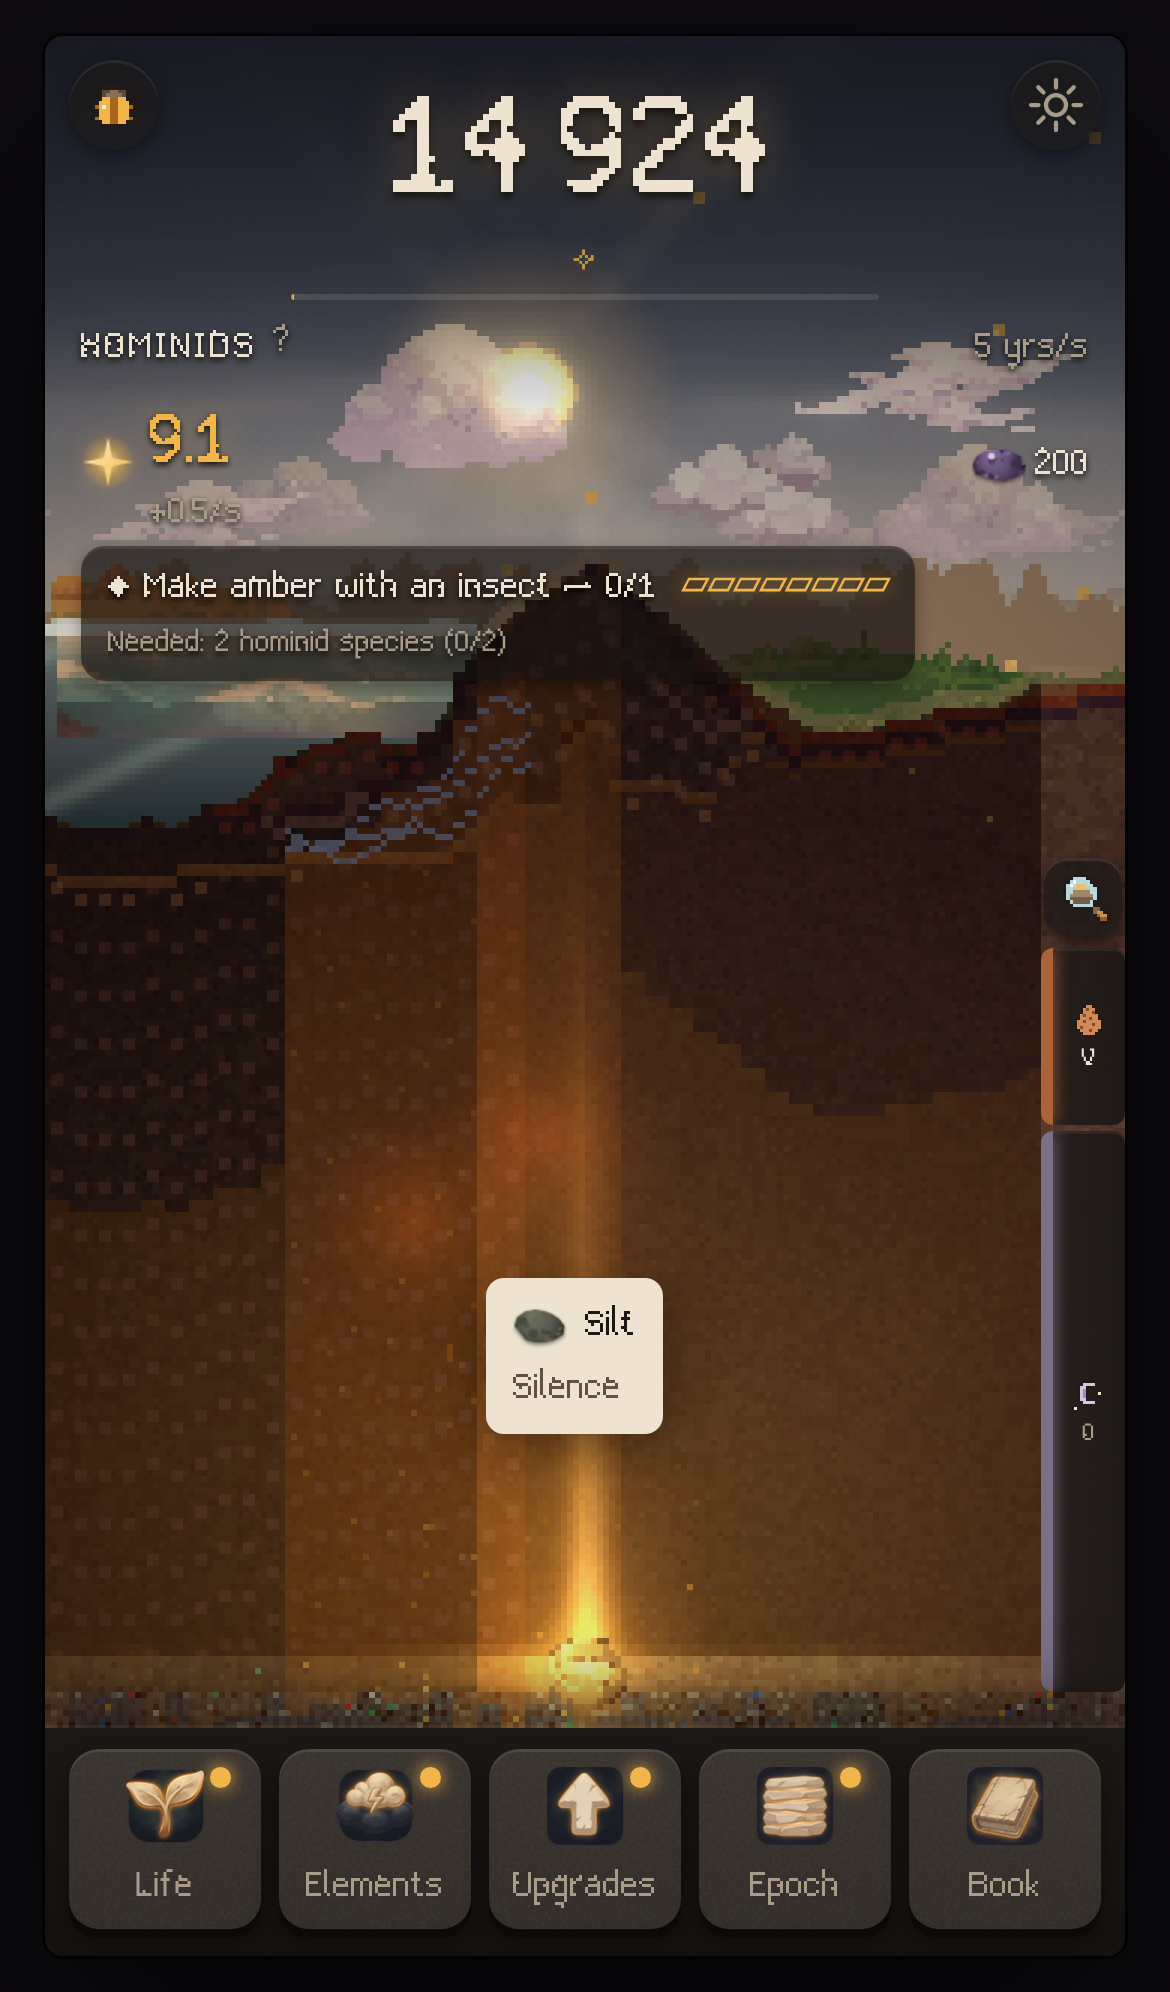 14 924
HOMINIDS ?
5 yrs/s
9.1
200
+0.5/s
Make amber with an insect — 0/1
Needed: 2 hominid species (0/2)
V
Silt
Silence
0
Life
Elements
Upgrades
Epoch
Book